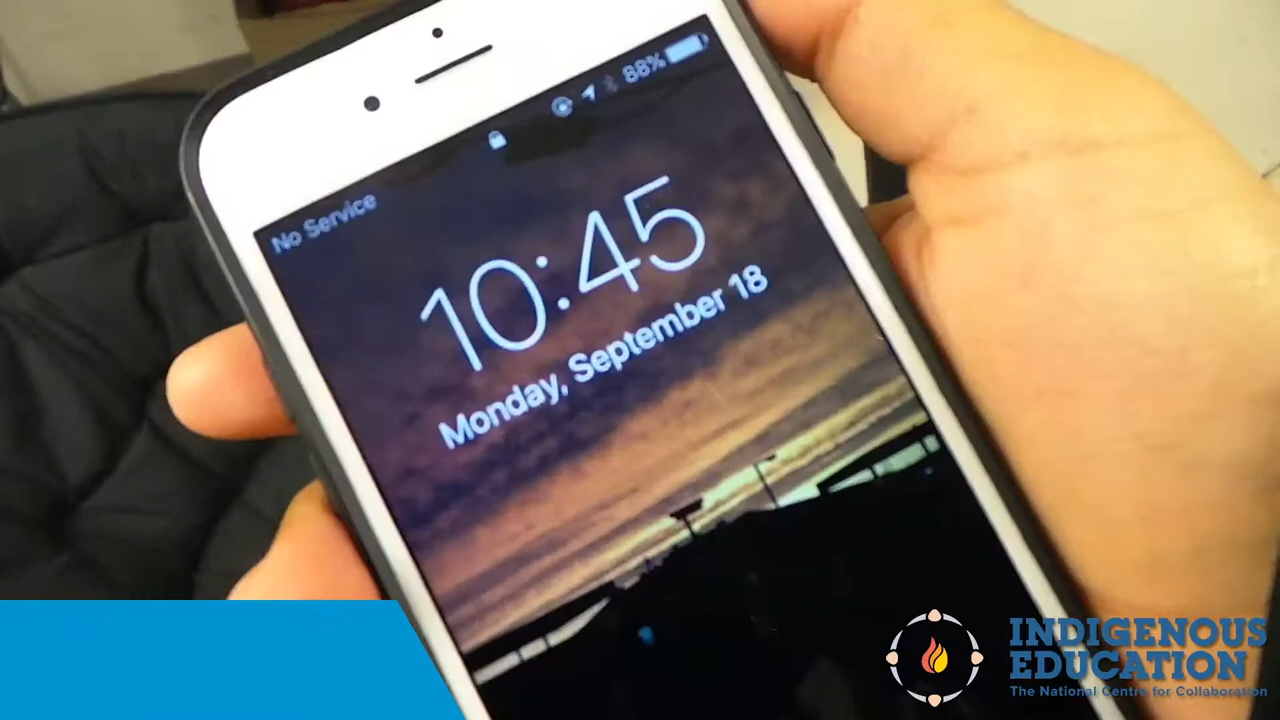 88%
No Service
10:45
Monday, September 18
INDIGENOUS
EDUCATION
The National Centre for Collaboration